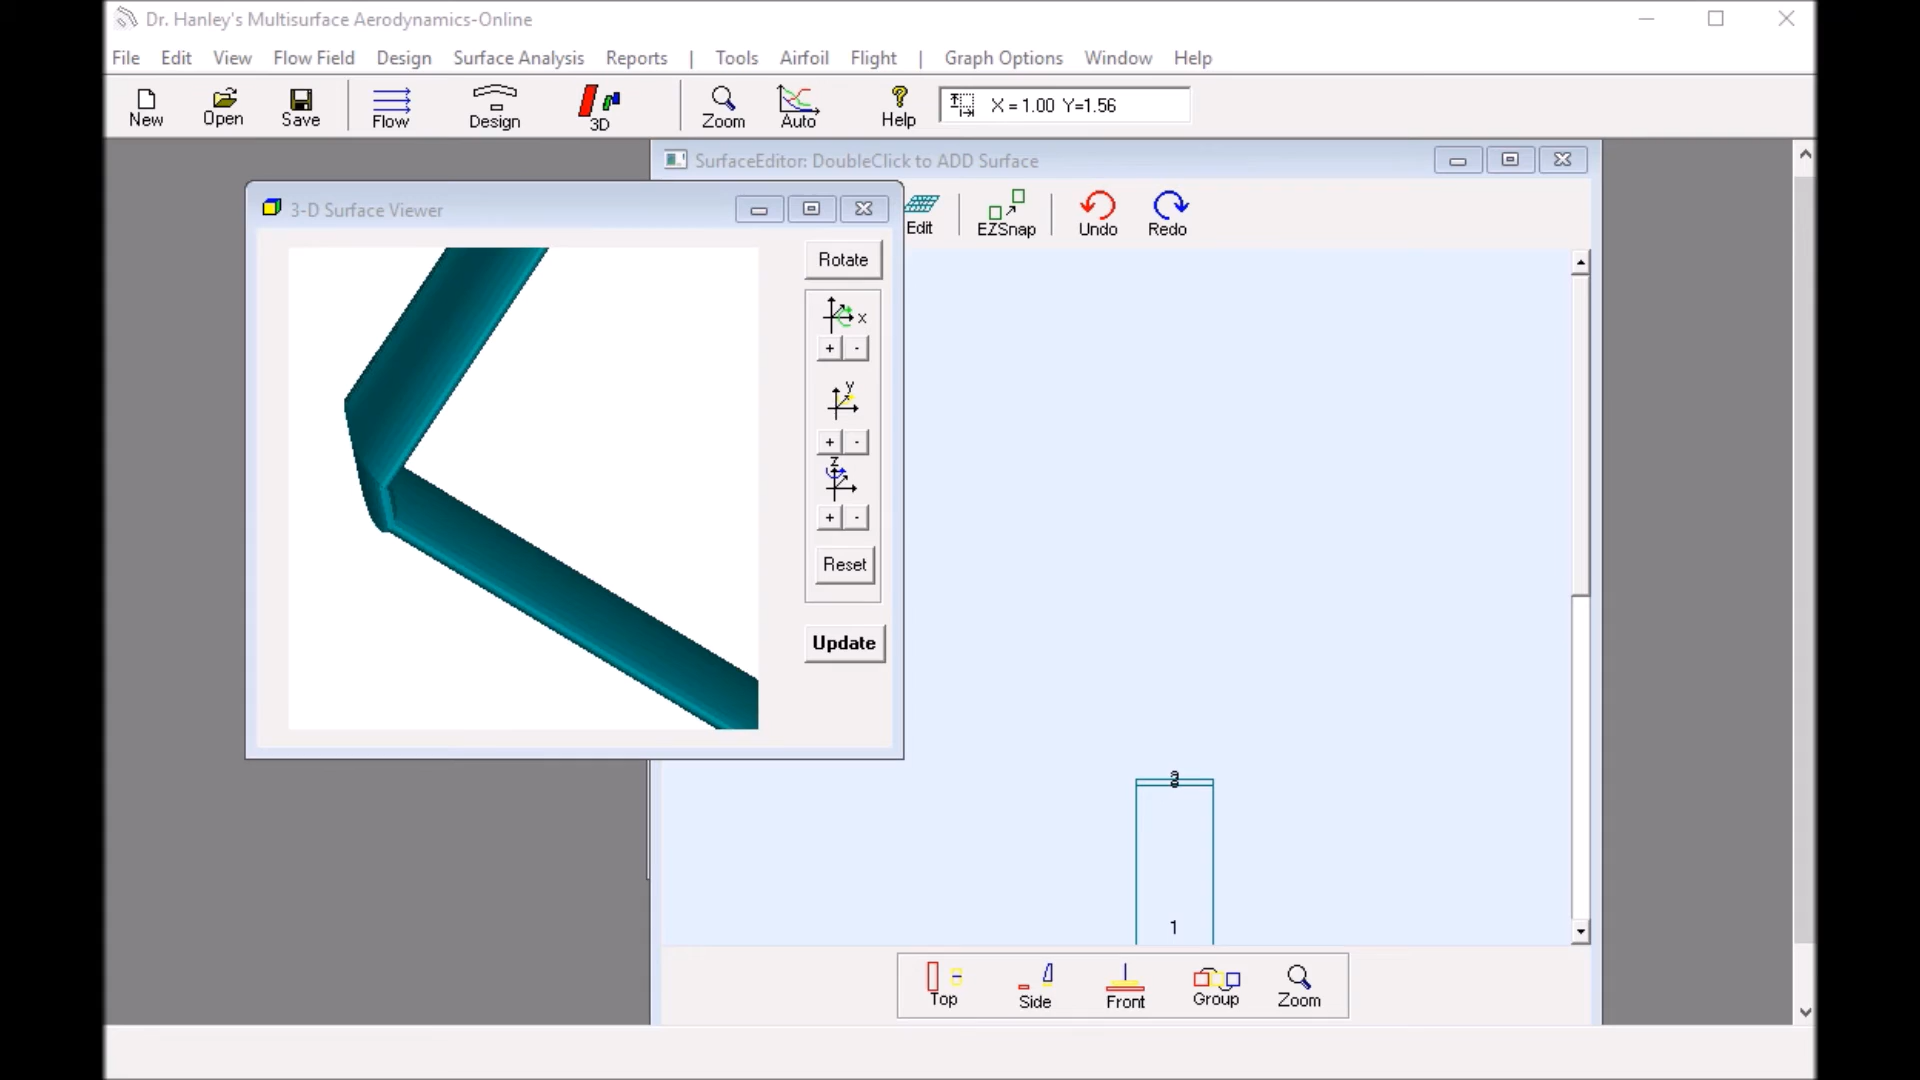 Dr. Hanley's Multisurface Aerodynamics-Online
File Edit View Flow Field Design Surface Analysis Reports | Tools Airfoil Flight | Graph Options Window Help
New Open Save Flow Design 3D Zoom Auto Help X = 1.00 Y=1.56
SurfaceEditor: DoubleClick to ADD Surface
3-D Surface Viewer
Edit EZSnap Undo Redo
Rotate
x
+ -
y
+ -
z
+ -
Reset
Update
1
Top Side Front Group Zoom